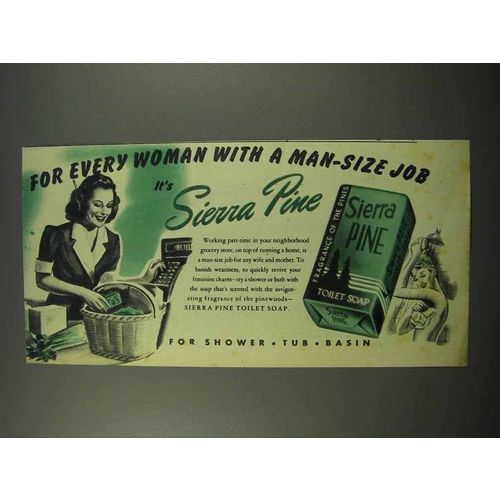 FOR EVERY WOMAN WITH A MAN-SIZE JOB
It's
Sierra Pine
Working part-time in your neighborhood
grocery store, on top of running a home, is
a man-size job for any wife and mother. To
banish weariness, to quickly revive your
feminine charm—try a shower or bath with
the soap that's scented with the invigor-
ating fragrance of the pinewoods—
SIERRA PINE TOILET SOAP.
FRAGRANCE OF THE PINES
Sierra
PINE
TOILET SOAP
Sierra
PINE
FOR SHOWER • TUB • BASIN